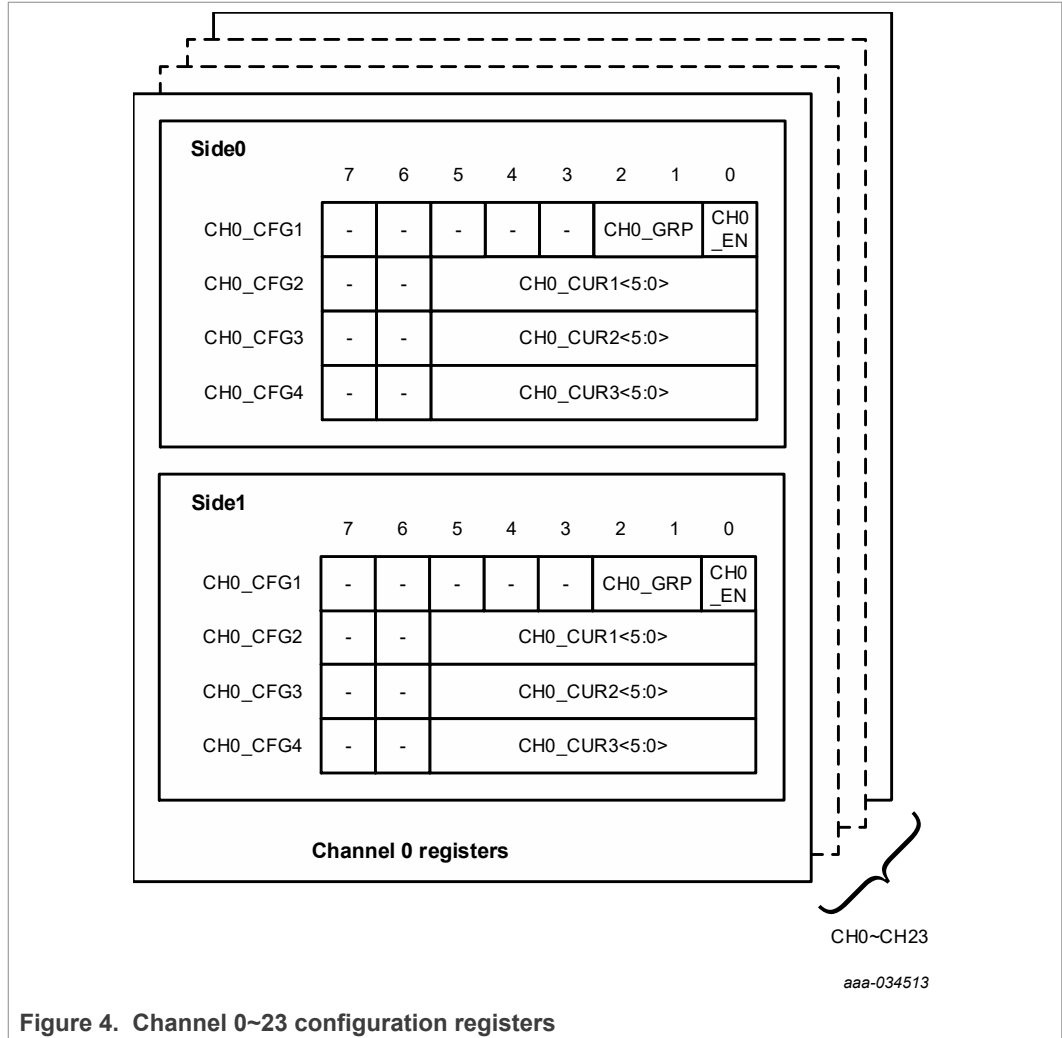 Side0
7 6 5 4 3 2 1 0
CH0_CFG1 - - - - - CH0_GRP CH0
_EN
CH0_CFG2 - - CH0_CUR1<5:0>
CH0_CFG3 - - CH0_CUR2<5:0>
CH0_CFG4 - - CH0_CUR3<5:0>
Side1
7 6 5 4 3 2 1 0
CH0_CFG1 - - - - - CH0_GRP CH0
_EN
CH0_CFG2 - - CH0_CUR1<5:0>
CH0_CFG3 - - CH0_CUR2<5:0>
CH0_CFG4 - - CH0_CUR3<5:0>
Channel 0 registers
CH0~CH23
aaa-034513
Figure 4. Channel 0~23 configuration registers